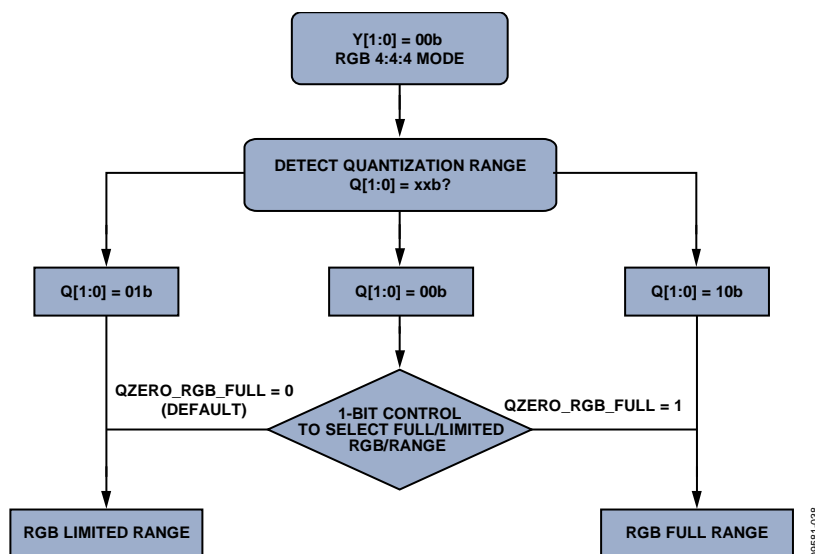 Y[1:0] = 00b
RGB 4:4:4 MODE
DETECT QUANTIZATION RANGE
Q[1:0] = xxb?
Q[1:0] = 01b
Q[1:0] = 00b
Q[1:0] = 10b
QZERO_RGB_FULL = 0
(DEFAULT)
1-BIT CONTROL
TO SELECT FULL/LIMITED
RGB/RANGE
QZERO_RGB_FULL = 1
RGB LIMITED RANGE
RGB FULL RANGE